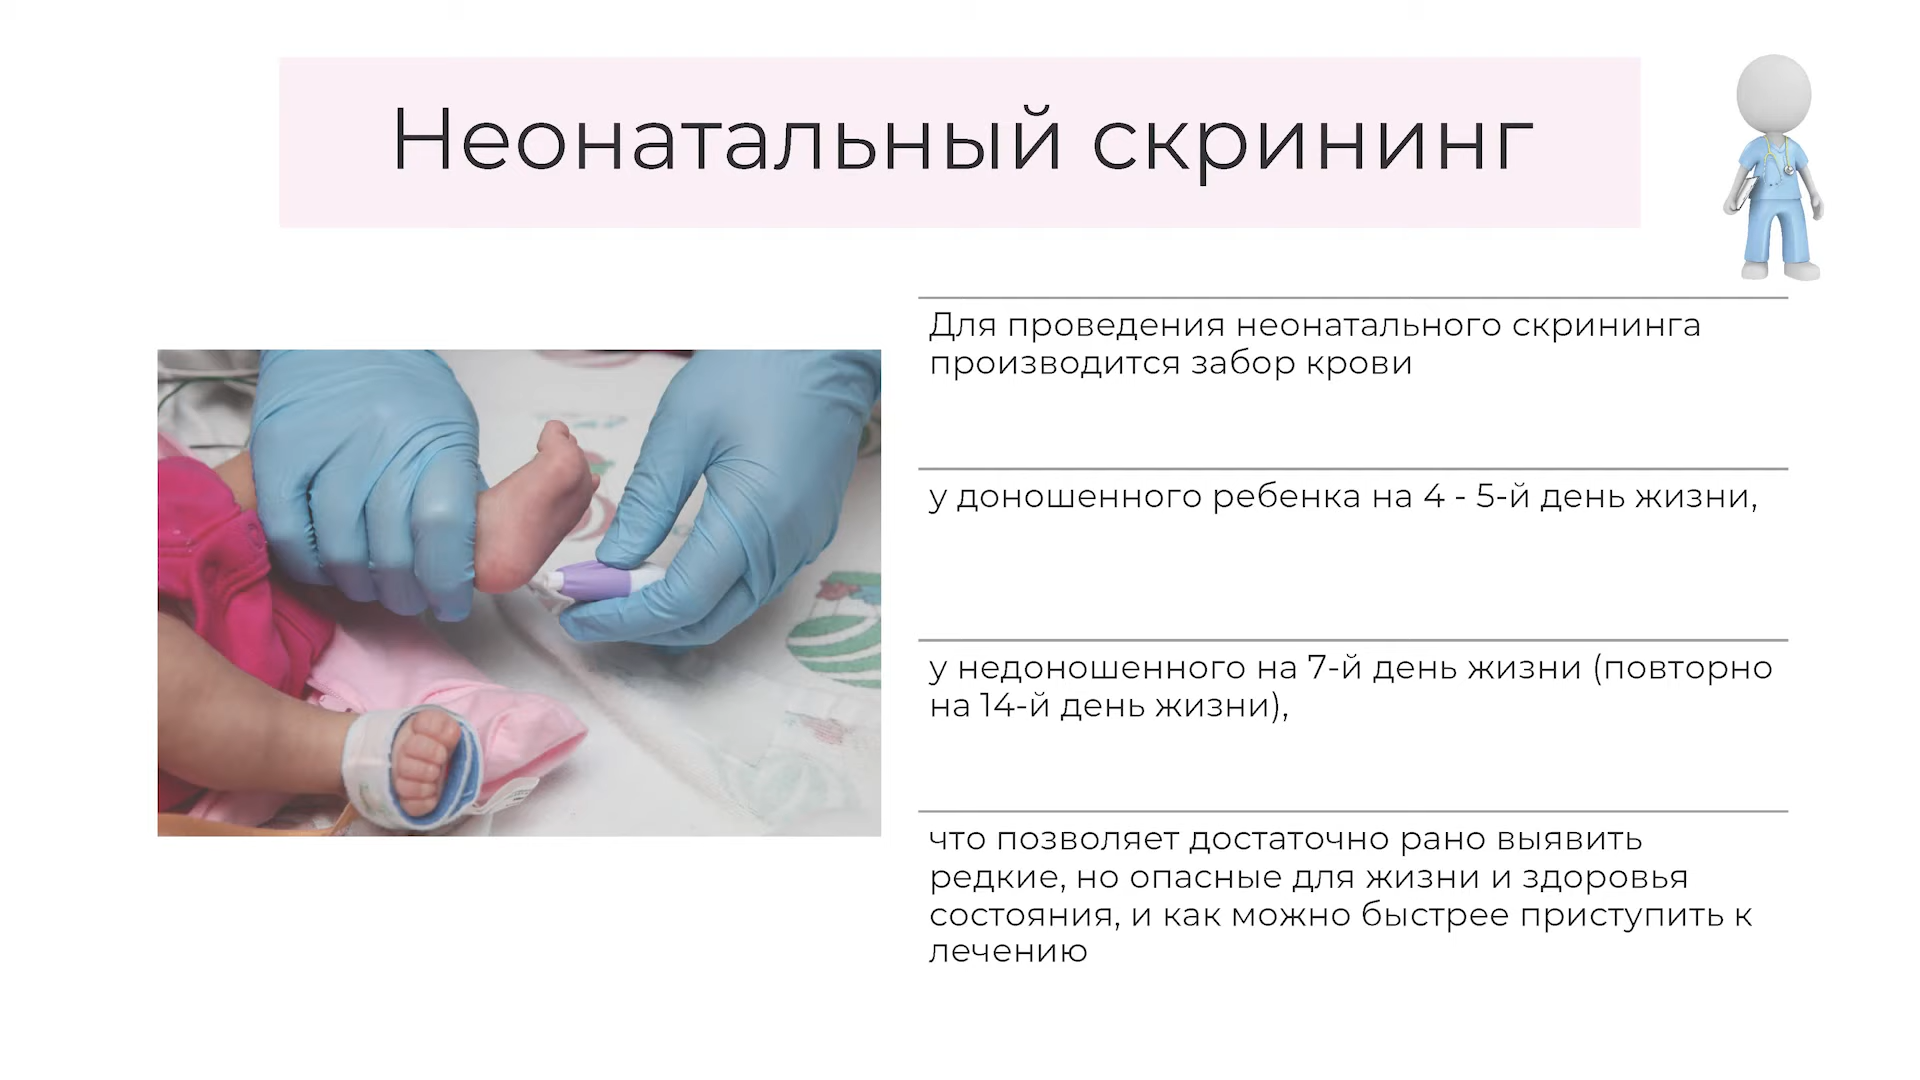 Неонатальный скрининг
Для проведения неонатального скрининга
производится забор крови
у доношенного ребенка на 4 - 5-й день жизни,
у недоношенного на 7-й день жизни (повторно
на 14-й день жизни),
что позволяет достаточно рано выявить
редкие, но опасные для жизни и здоровья
состояния, и как можно быстрее приступить к
лечению